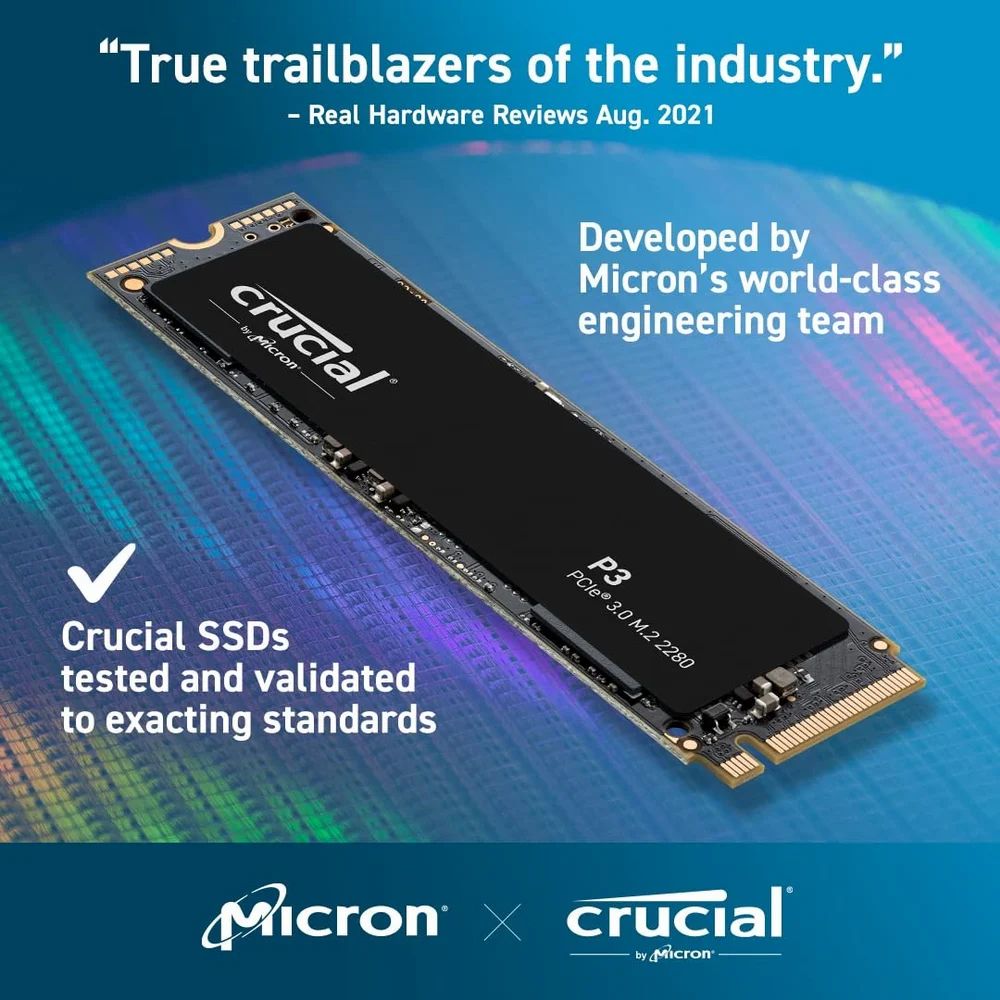 “True trailblazers of the industry.”
– Real Hardware Reviews Aug. 2021
Developed by
Micron’s world-class
engineering team
crucial®
by Micron®
P3
PCIe® 3.0 M.2 2280
Crucial SSDs
tested and validated
to exacting standards
Micron®
crucial®
by Micron®